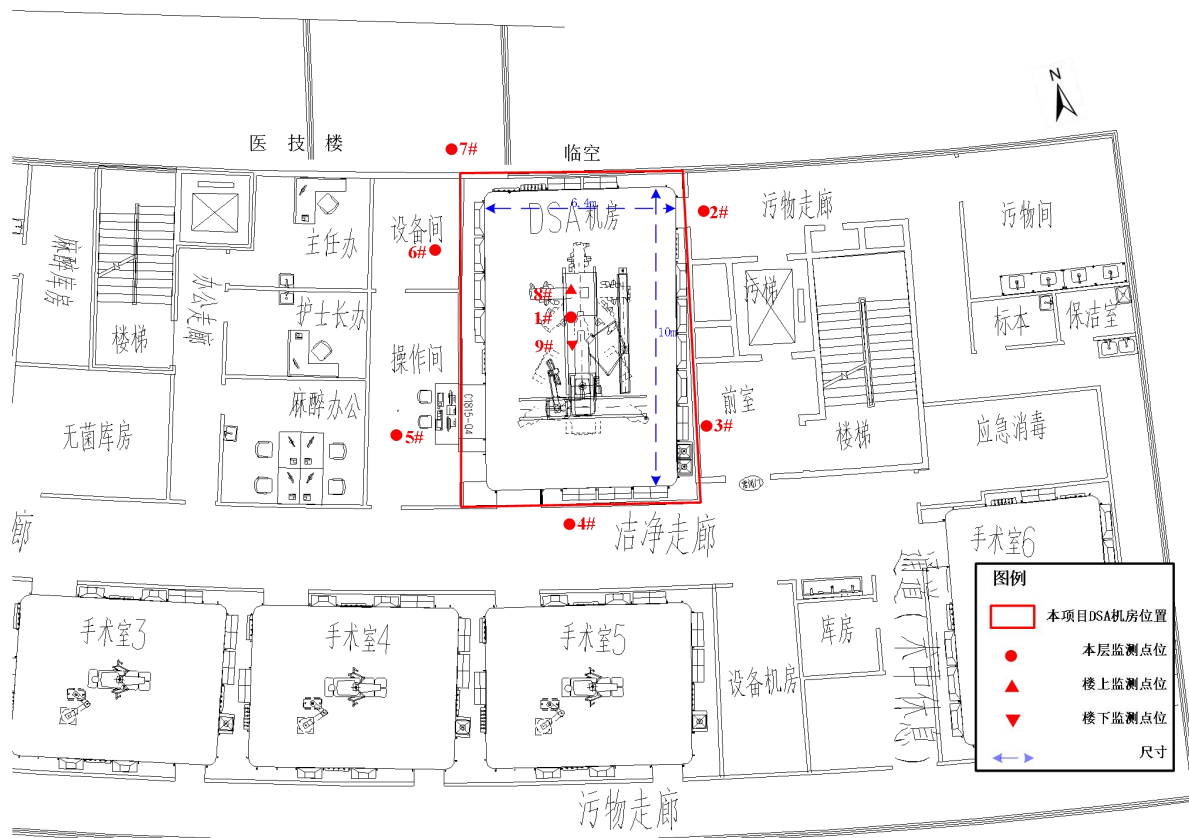 N
医技楼
7#
临空
6.4m
DSA机房
2#
污物走廊
污物间
设备间
6#
主任办
麻醉库房
办公走廊
楼梯
护士长办
8#
1#
9#
10m
污梯
标本
保洁室
操作间
麻醉办公
C1815-04
前室
3#
楼梯
应急消毒
无菌库房
5#
常闭门
4#
廊
洁净走廊
手术室6
手术室3
手术室4
手术室5
库房
设备机房
图例
本项目DSA机房位置
本层监测点位
楼上监测点位
楼下监测点位
尺寸
污物走廊